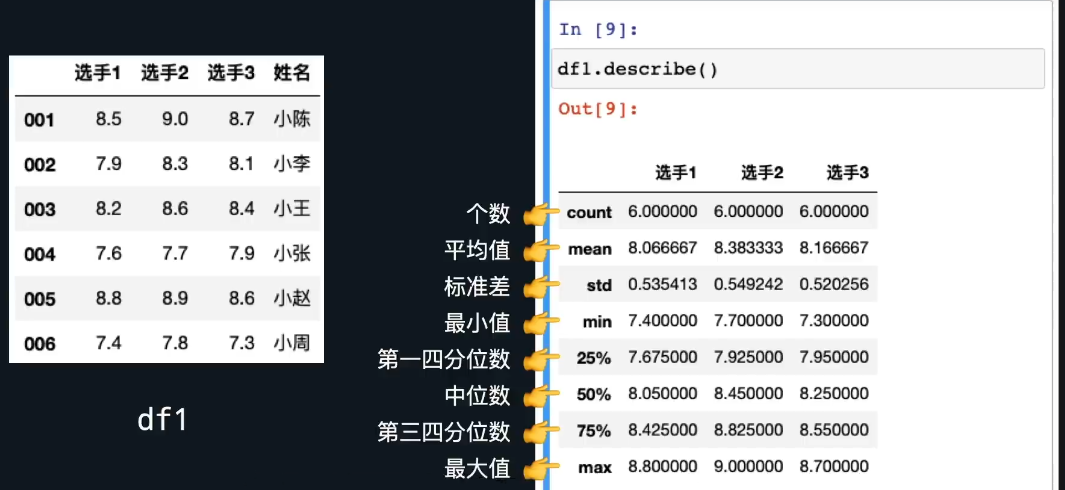 选手1 选手2 选手3 姓名
001 8.5 9.0 8.7 小陈
002 7.9 8.3 8.1 小李
003 8.2 8.6 8.4 小王
004 7.6 7.7 7.9 小张
005 8.8 8.9 8.6 小赵
006 7.4 7.8 7.3 小周
df1
In [9]:
df1.describe()
Out[9]:
选手1 选手2 选手3
个数 count 6.000000 6.000000 6.000000
平均值 mean 8.066667 8.383333 8.166667
标准差 std 0.535413 0.549242 0.520256
最小值 min 7.400000 7.700000 7.300000
第一四分位数 25% 7.675000 7.925000 7.950000
中位数 50% 8.050000 8.450000 8.250000
第三四分位数 75% 8.425000 8.825000 8.550000
最大值 max 8.800000 9.000000 8.700000